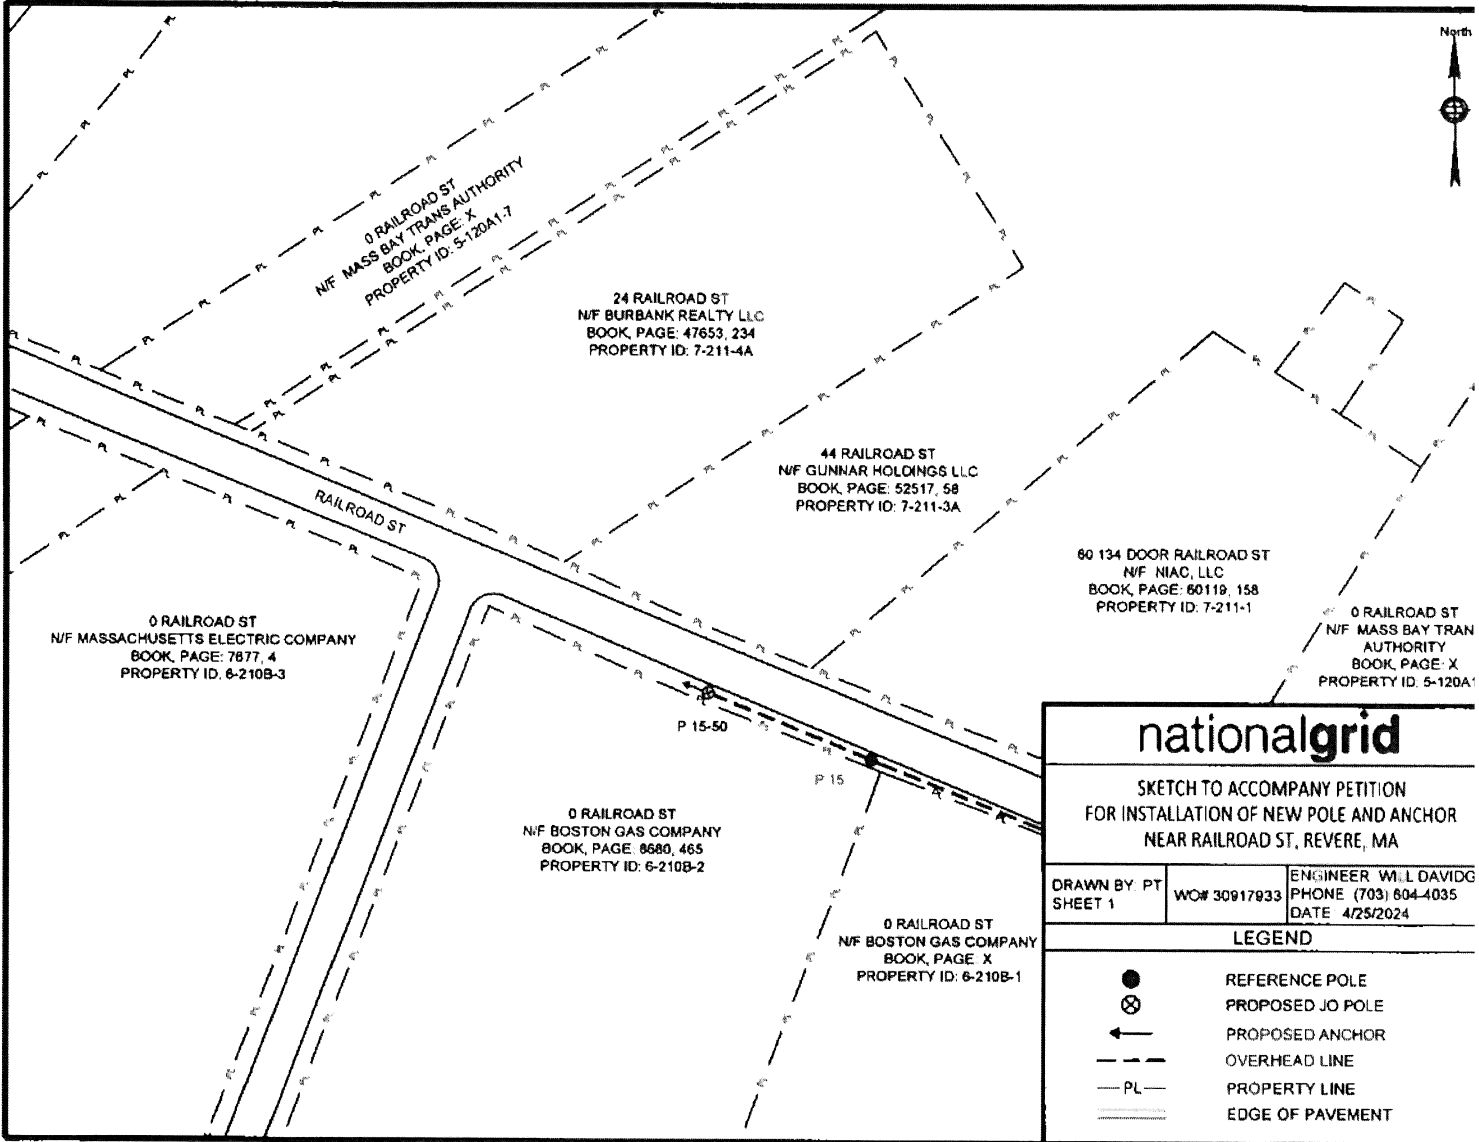 North
0 RAILROAD ST
N/F MASS BAY TRANS AUTHORITY
BOOK, PAGE: X
PROPERTY ID: 5-120A1-7
24 RAILROAD ST
N/F BURBANK REALTY LLC
BOOK, PAGE: 47653, 234
PROPERTY ID: 7-211-4A
44 RAILROAD ST
N/F GUNNAR HOLDINGS LLC
BOOK, PAGE: 52517, 58
PROPERTY ID: 7-211-3A
RAILROAD ST
60 134 DOOR RAILROAD ST
N/F NIAC, LLC
BOOK, PAGE: 60119, 158
PROPERTY ID: 7-211-1
0 RAILROAD ST
N/F MASS BAY TRAN
AUTHORITY
BOOK, PAGE: X
PROPERTY ID: 5-120A1
0 RAILROAD ST
N/F MASSACHUSETTS ELECTRIC COMPANY
BOOK, PAGE: 7677, 4
PROPERTY ID: 6-210B-3
P 15-50
P 15
0 RAILROAD ST
N/F BOSTON GAS COMPANY
BOOK, PAGE: 8680, 465
PROPERTY ID: 6-210B-2
0 RAILROAD ST
N/F BOSTON GAS COMPANY
BOOK, PAGE: X
PROPERTY ID: 6-210B-1
nationalgrid
SKETCH TO ACCOMPANY PETITION
FOR INSTALLATION OF NEW POLE AND ANCHOR
NEAR RAILROAD ST, REVERE, MA
DRAWN BY: PT
SHEET 1
WO# 30917933
ENGINEER WILL DAVIDG
PHONE (703) 604-4035
DATE 4/25/2024
LEGEND
REFERENCE POLE
PROPOSED JO POLE
PROPOSED ANCHOR
OVERHEAD LINE
PL PROPERTY LINE
EDGE OF PAVEMENT